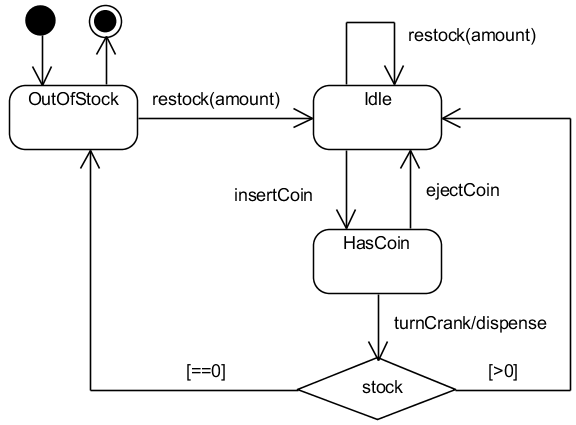 restock(amount)
OutOfStock
restock(amount)
Idle
insertCoin
ejectCoin
HasCoin
turnCrank/dispense
[==0]
stock
[>0]